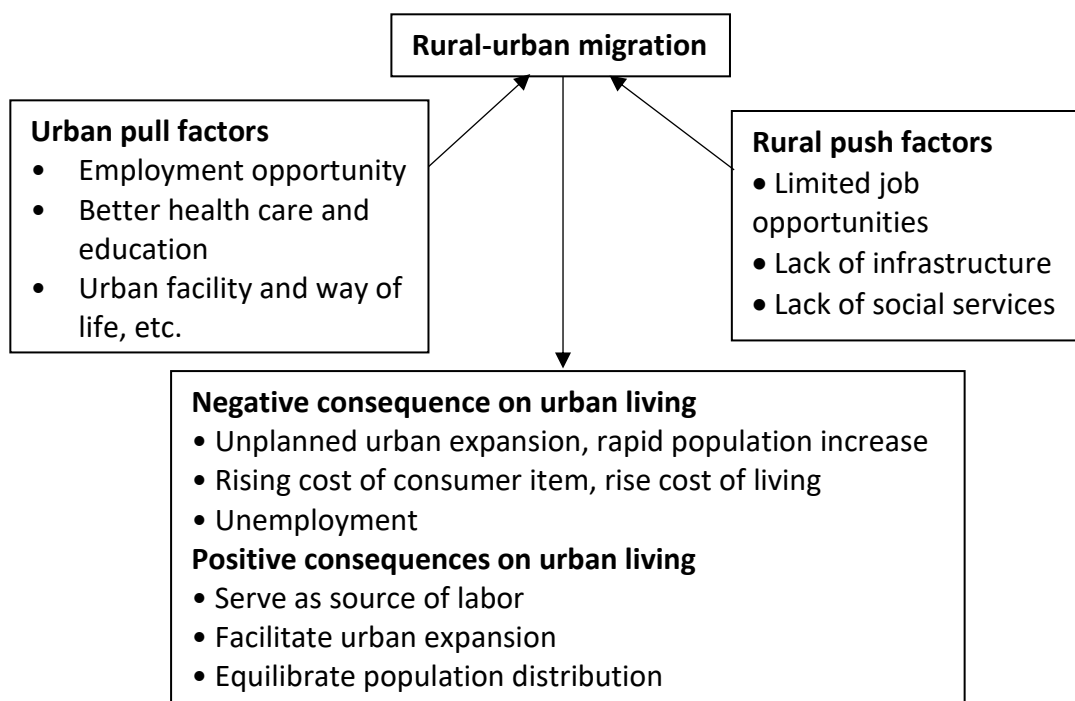 Rural-urban migration
Urban pull factors
• Employment opportunity
• Better health care and
education
• Urban facility and way of
life, etc.
Rural push factors
• Limited job
opportunities
• Lack of infrastructure
• Lack of social services
Negative consequence on urban living
• Unplanned urban expansion, rapid population increase
• Rising cost of consumer item, rise cost of living
• Unemployment
Positive consequences on urban living
• Serve as source of labor
• Facilitate urban expansion
• Equilibrate population distribution